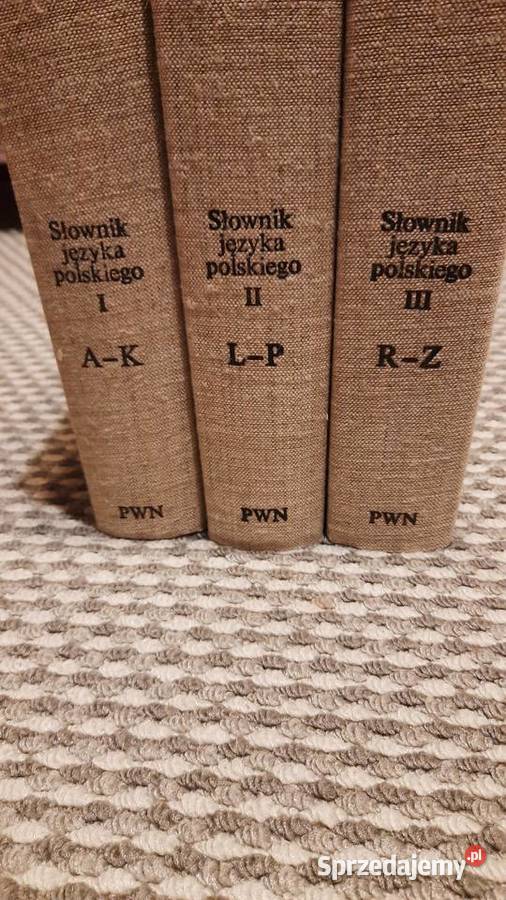 Słownik
języka
polskiego
I
A-K
PWN
Słownik
języka
polskiego
II
L-P
PWN
Słownik
języka
polskiego
III
R-Z
PWN
Sprzedajemy.pl